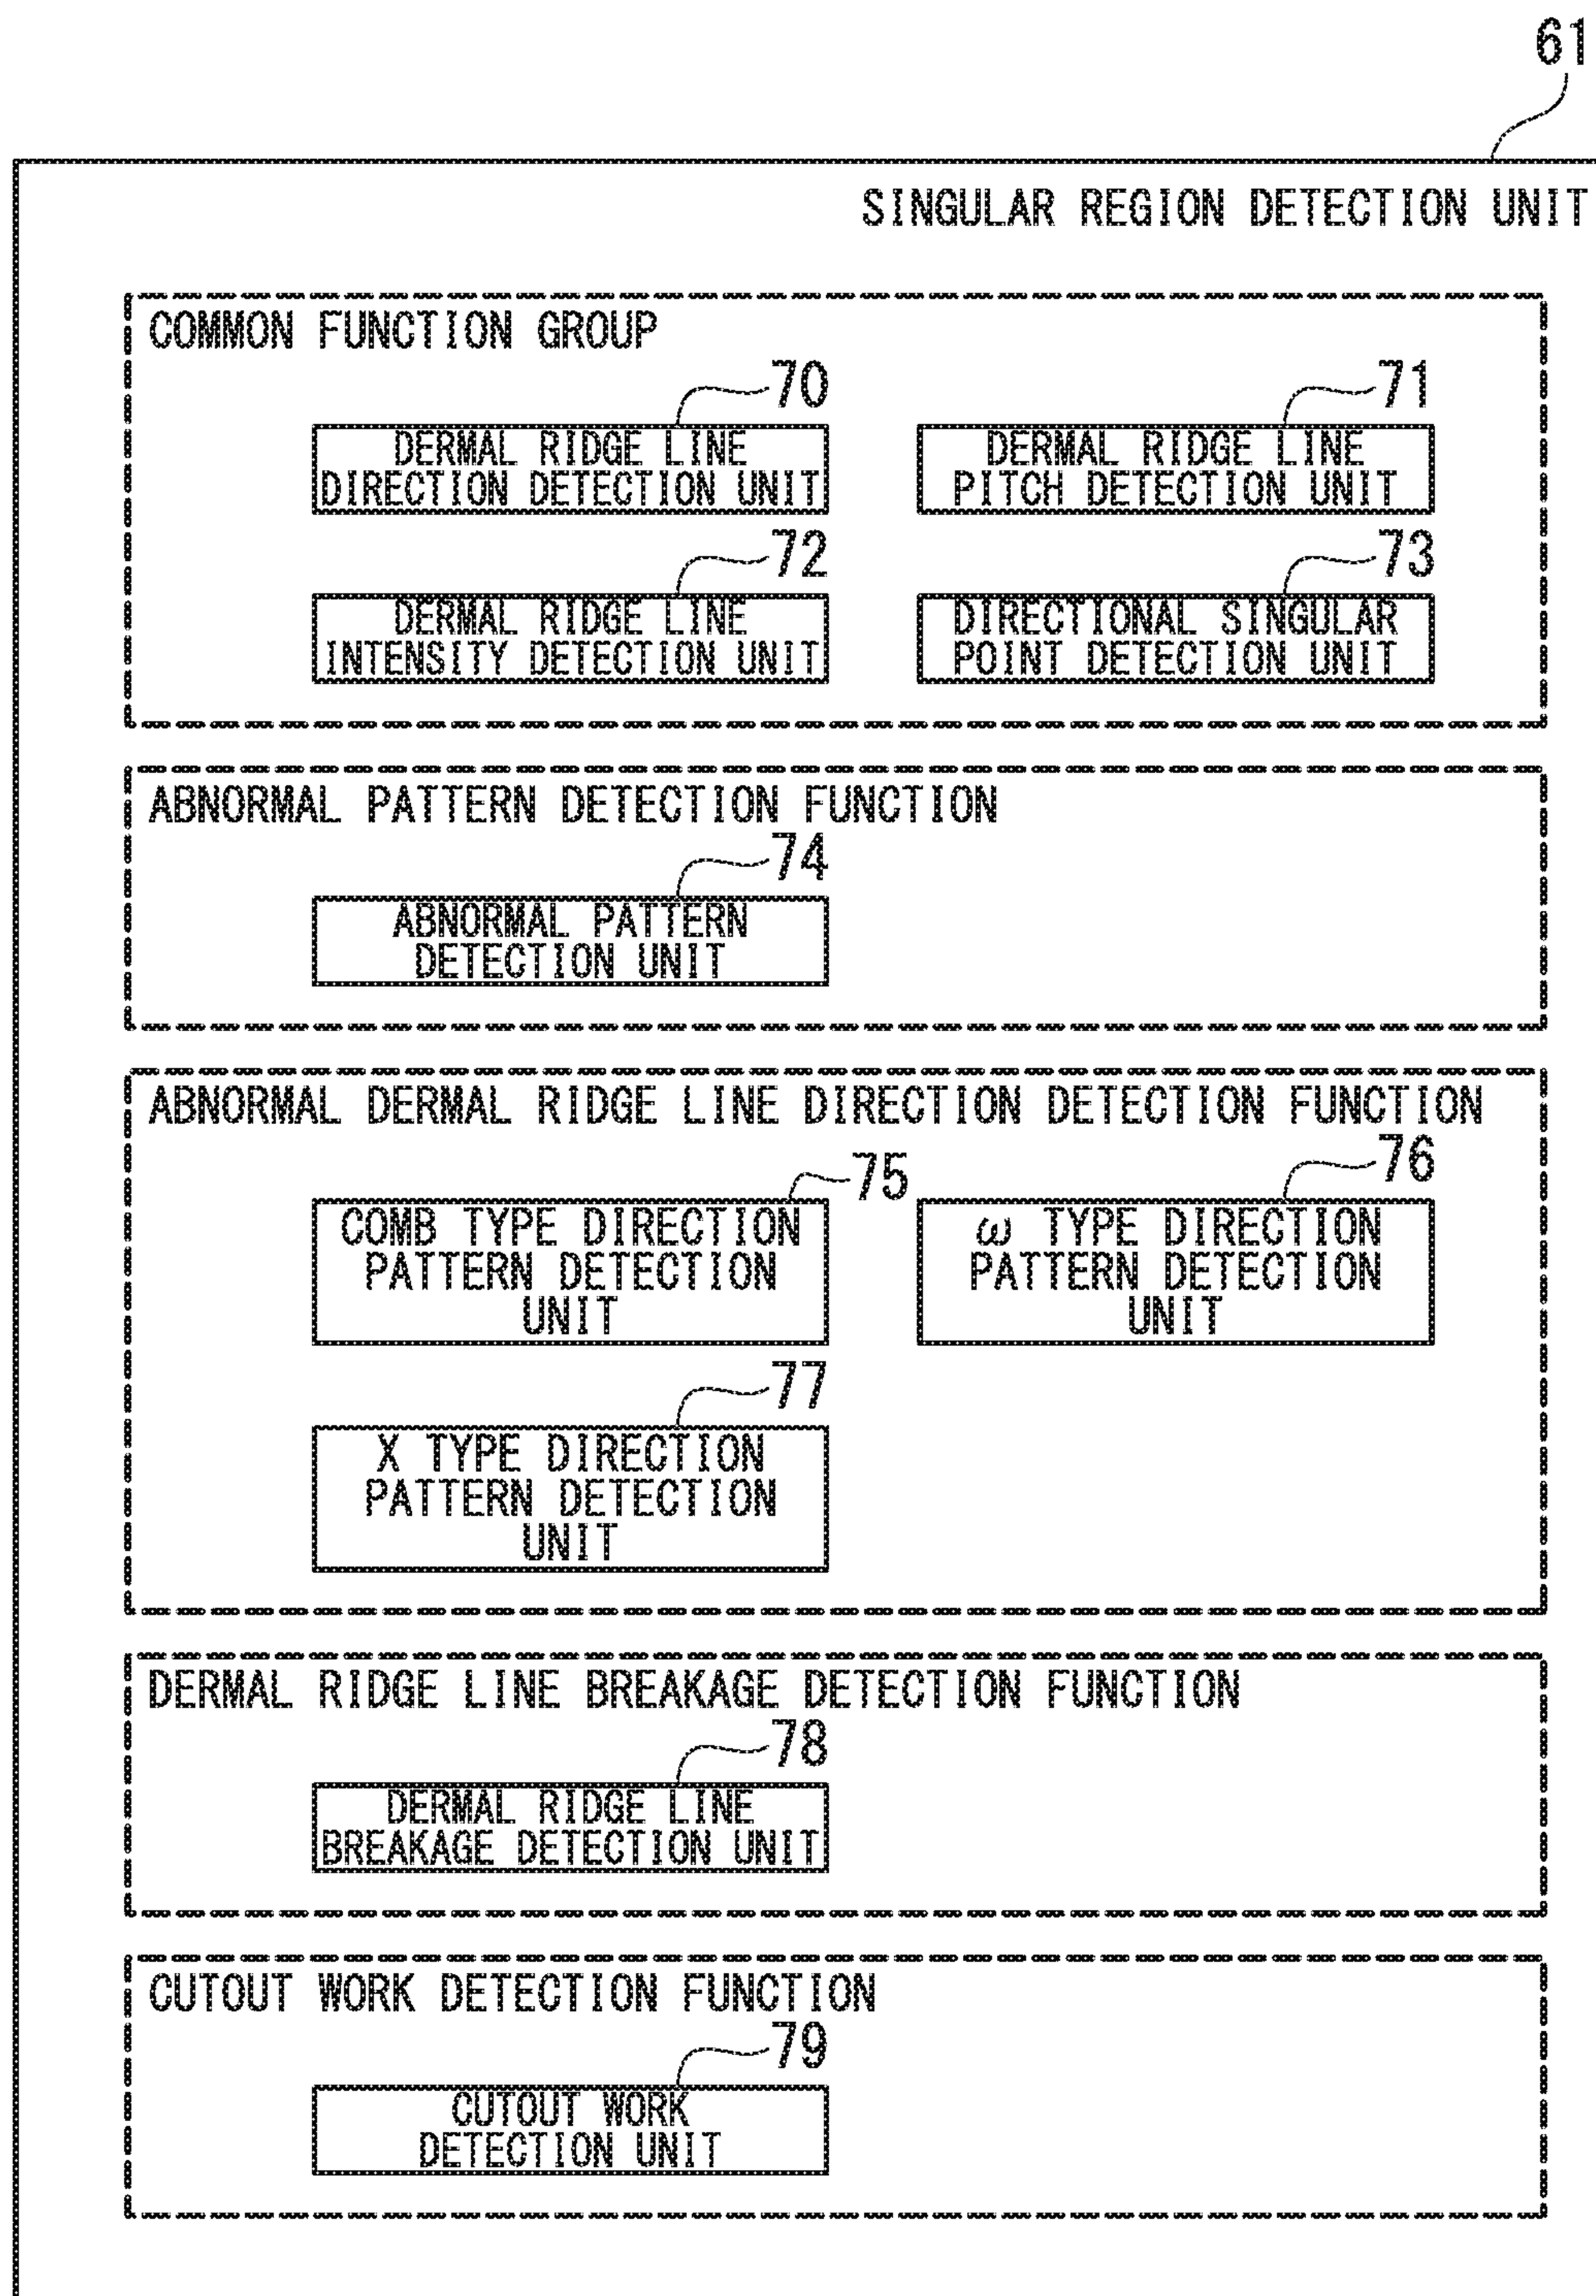 61
SINGULAR REGION DETECTION UNIT
COMMON FUNCTION GROUP
70
DERMAL RIDGE LINE
DIRECTION DETECTION UNIT
71
DERMAL RIDGE LINE
PITCH DETECTION UNIT
72
DERMAL RIDGE LINE
INTENSITY DETECTION UNIT
73
DIRECTIONAL SINGULAR
POINT DETECTION UNIT
ABNORMAL PATTERN DETECTION FUNCTION
74
ABNORMAL PATTERN
DETECTION UNIT
ABNORMAL DERMAL RIDGE LINE DIRECTION DETECTION FUNCTION
75
COMB TYPE DIRECTION
PATTERN DETECTION
UNIT
76
ω TYPE DIRECTION
PATTERN DETECTION
UNIT
77
X TYPE DIRECTION
PATTERN DETECTION
UNIT
DERMAL RIDGE LINE BREAKAGE DETECTION FUNCTION
78
DERMAL RIDGE LINE
BREAKAGE DETECTION UNIT
CUTOUT WORK DETECTION FUNCTION
79
CUTOUT WORK
DETECTION UNIT